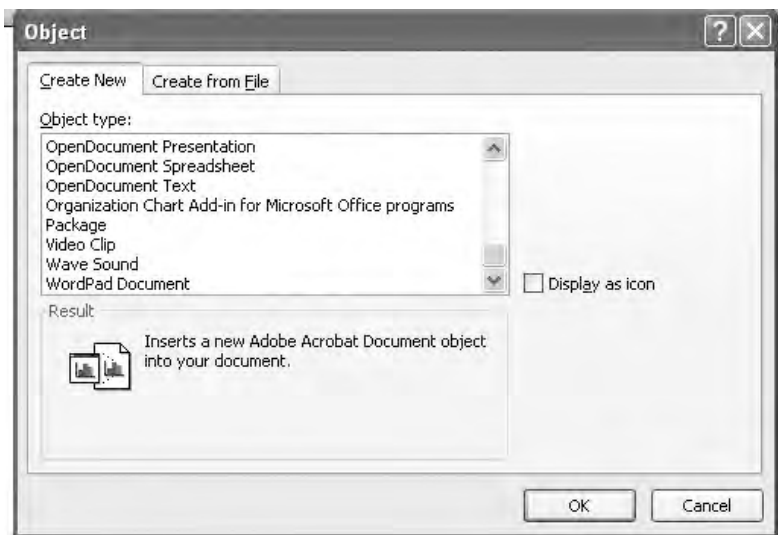 Object
Create New
Create from File
Object type:
OpenDocument Presentation
OpenDocument Spreadsheet
OpenDocument Text
Organization Chart Add-in for Microsoft Office programs
Package
Video Clip
Wave Sound
WordPad Document
Display as icon
Result
Inserts a new Adobe Acrobat Document object
into your document.
OK
Cancel